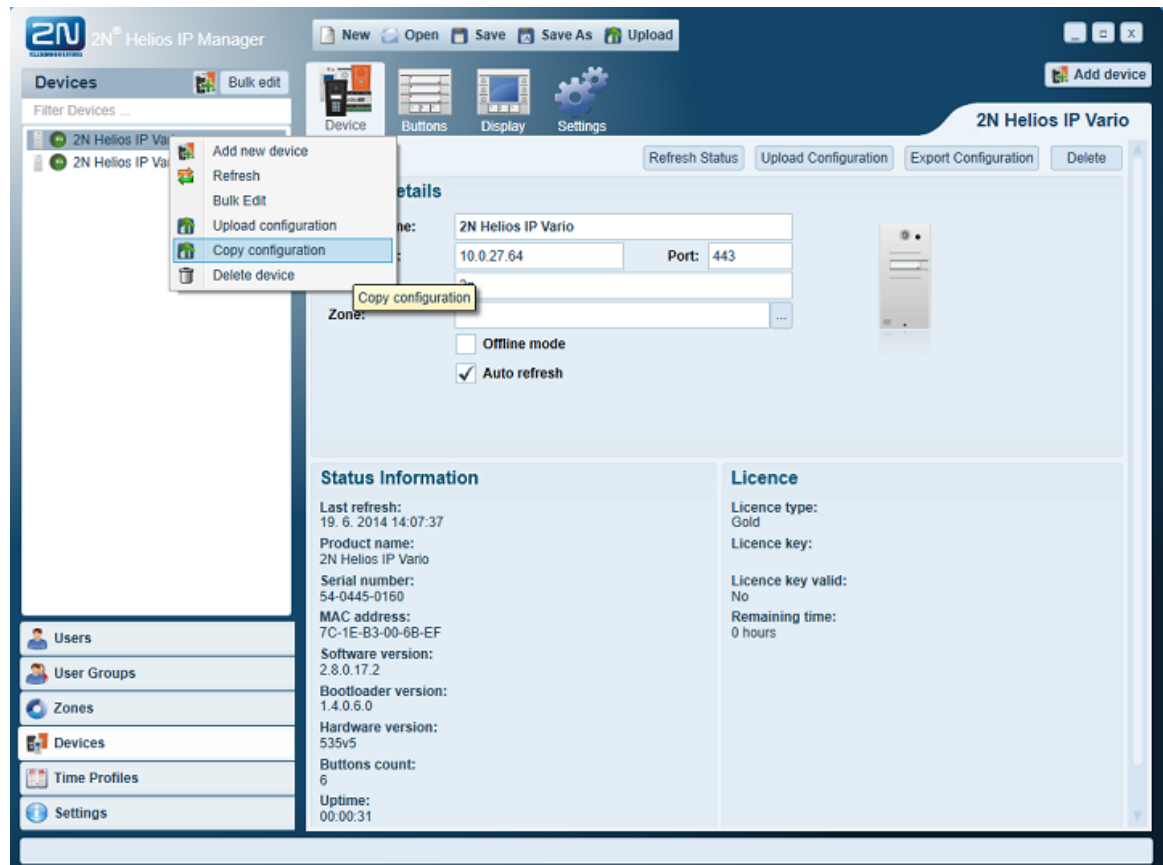 2N
TELECOMMUNICATIONS
2N® Helios IP Manager
New Open Save Save As Upload
Devices Bulk edit
Add device
Filter Devices ...
Device Buttons Display Settings
2N Helios IP Vario
2N Helios IP Va
2N Helios IP Va
Add new device
Refresh
Bulk Edit
Upload configuration
Copy configuration
Delete device
Copy configuration
Refresh Status Upload Configuration Export Configuration Delete
etails
me: 2N Helios IP Vario
: 10.0.27.64 Port: 443
Zone: ...
Offline mode
Auto refresh
Status Information
Last refresh:
19. 6. 2014 14:07:37
Product name:
2N Helios IP Vario
Serial number:
54-0445-0160
MAC address:
7C-1E-B3-00-6B-EF
Software version:
2.8.0.17.2
Bootloader version:
1.4.0.6.0
Hardware version:
535v5
Buttons count:
6
Uptime:
00:00:31
Licence
Licence type:
Gold
Licence key:
Licence key valid:
No
Remaining time:
0 hours
Users
User Groups
Zones
Devices
Time Profiles
Settings